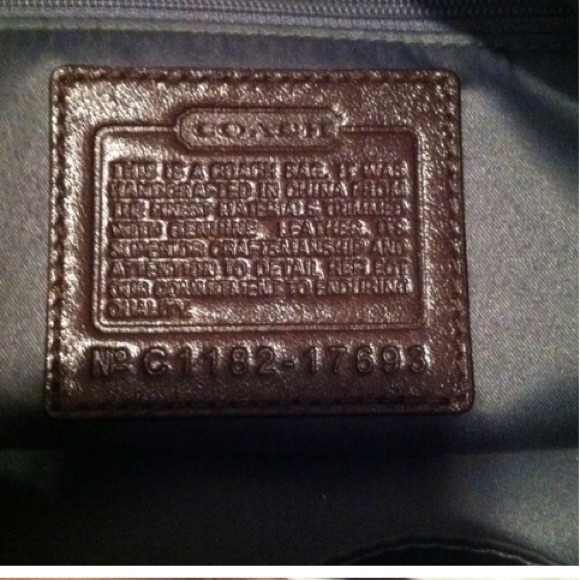 COACH
THIS IS A COACH BAG. IT WAS
HANDCRAFTED IN CHINA FROM
THE FINEST MATERIALS TRIMMED
WITH GENUINE LEATHER. ITS
SUPERIOR CRAFTSMANSHIP AND
ATTENTION TO DETAIL REFLECT
OUR COMMITMENT TO ENDURING
QUALITY.
Nº C1182-17693